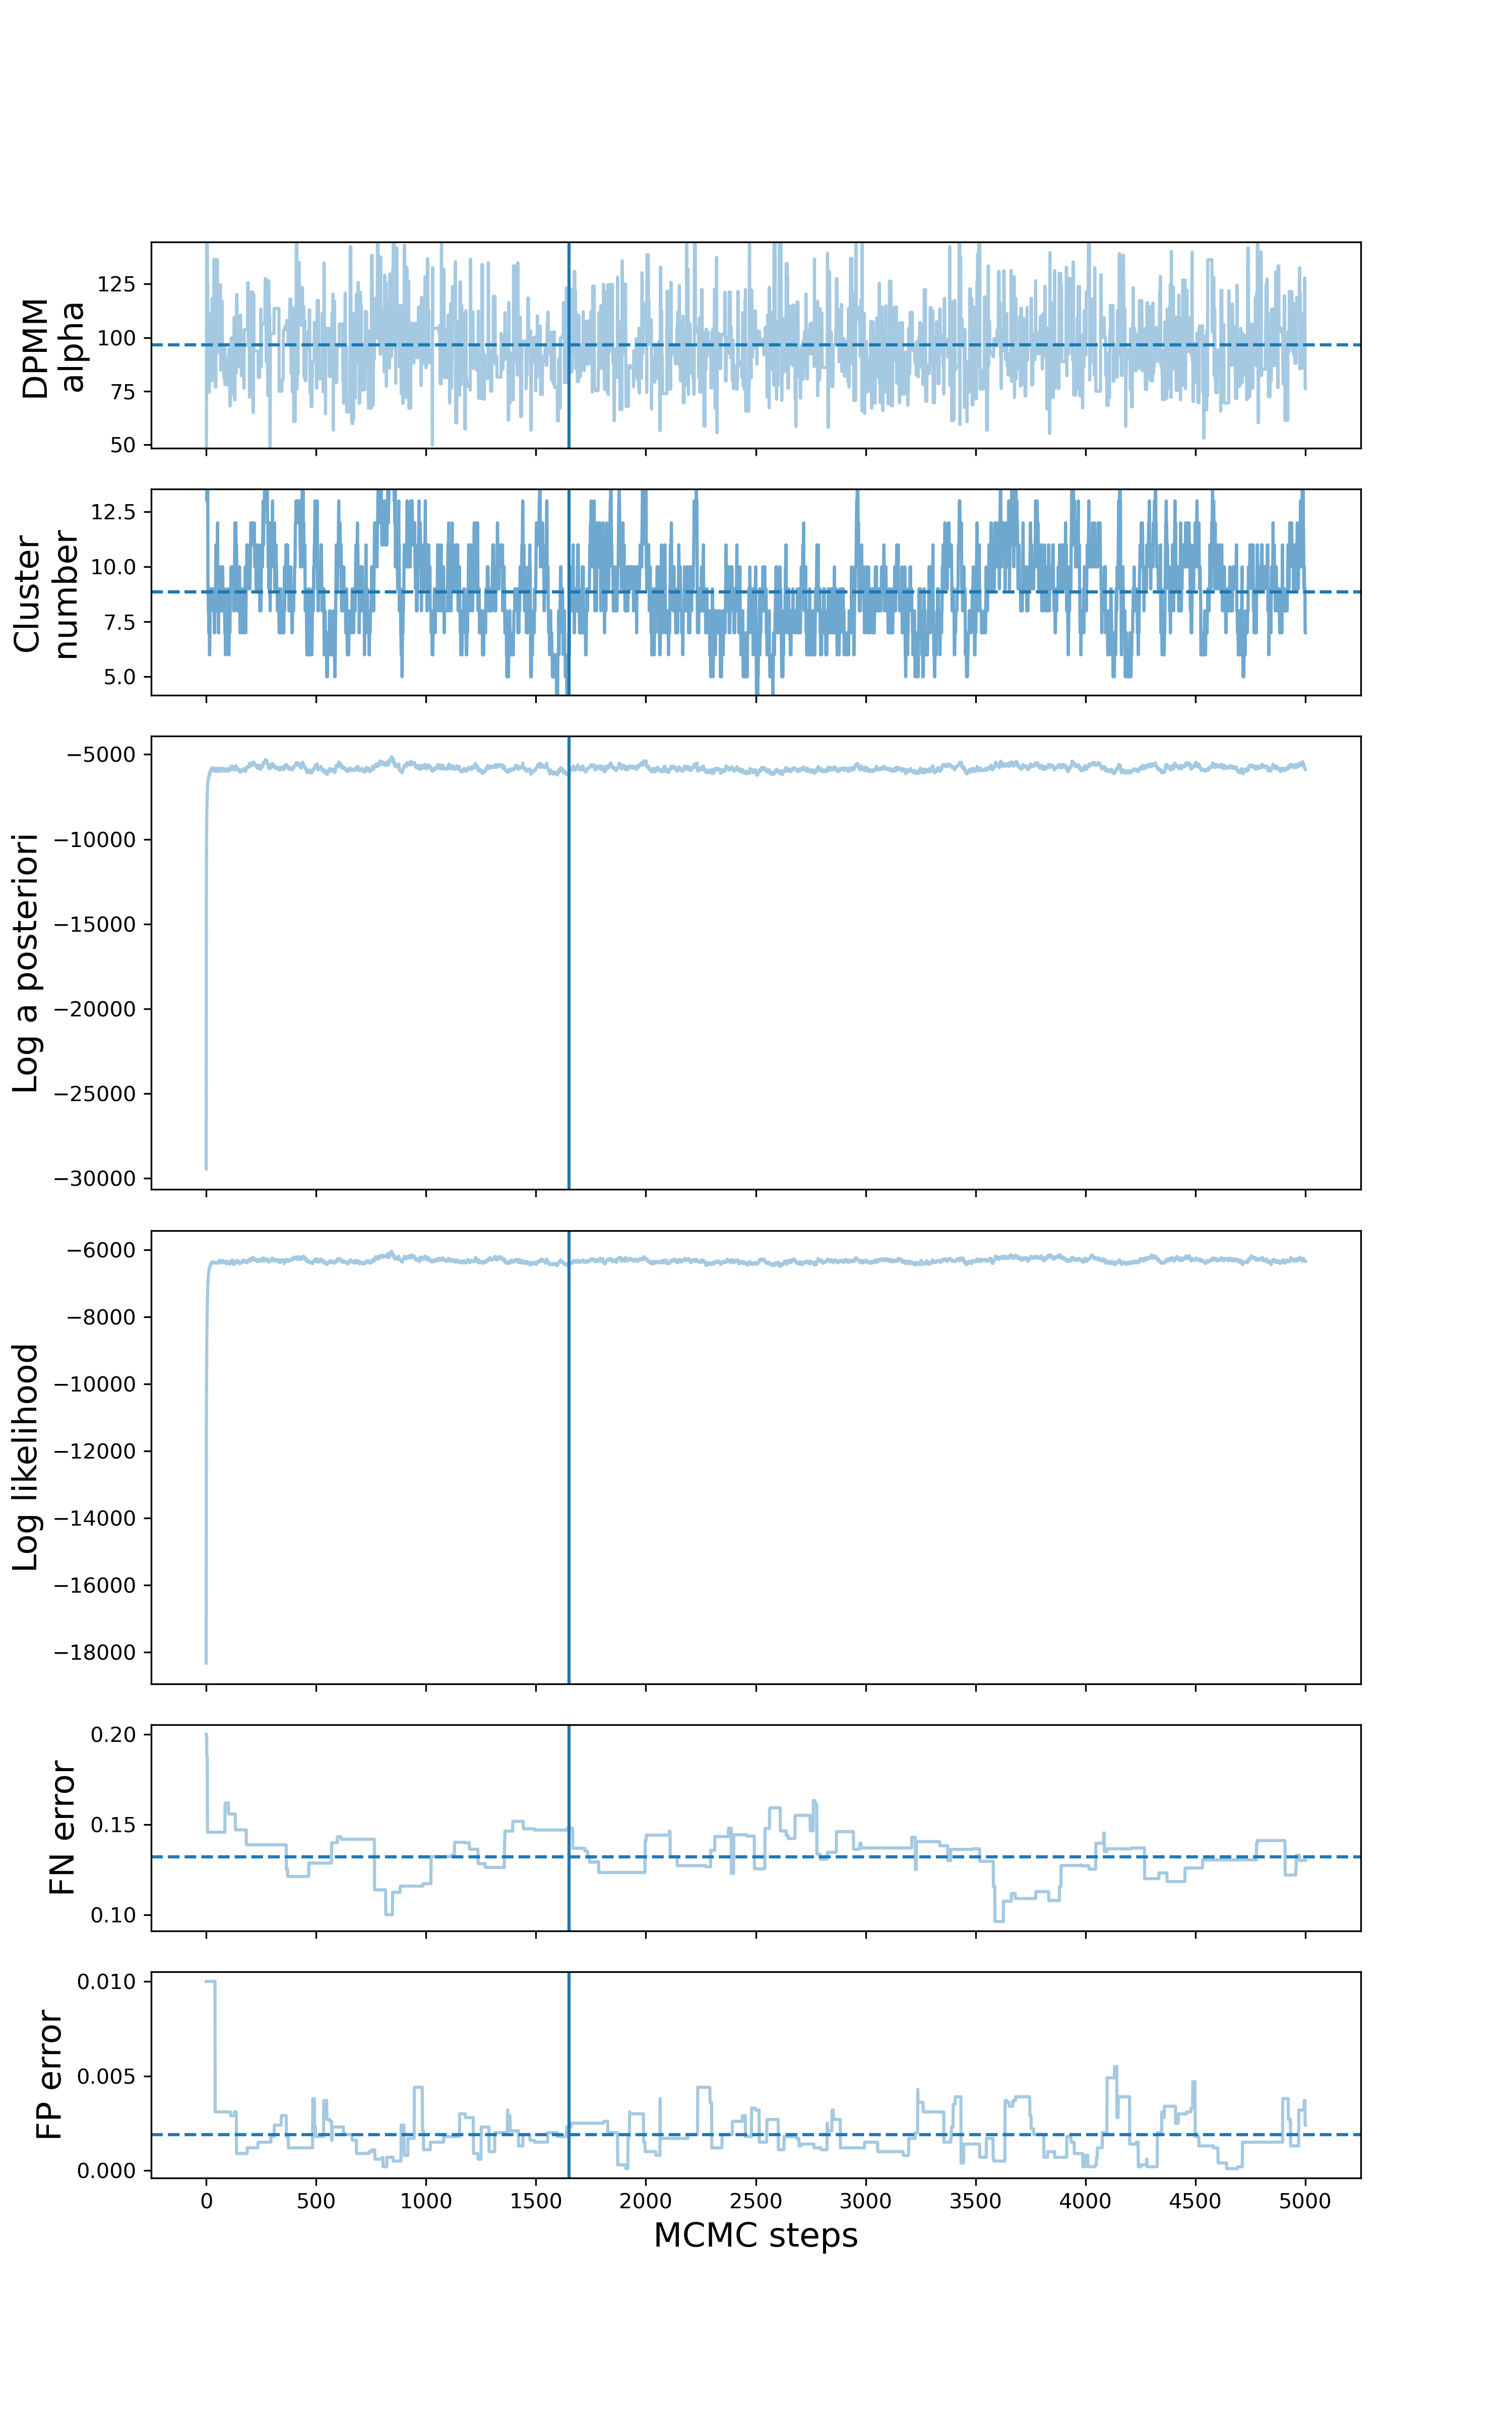 DPMM
alpha
125
100
75
50
Cluster
number
12.5
10.0
7.5
5.0
Log a posteriori
−5000
−10000
−15000
−20000
−25000
−30000
Log likelihood
−6000
−8000
−10000
−12000
−14000
−16000
−18000
FN error
0.20
0.15
0.10
FP error
0.010
0.005
0.000
0 500 1000 1500 2000 2500 3000 3500 4000 4500 5000
MCMC steps